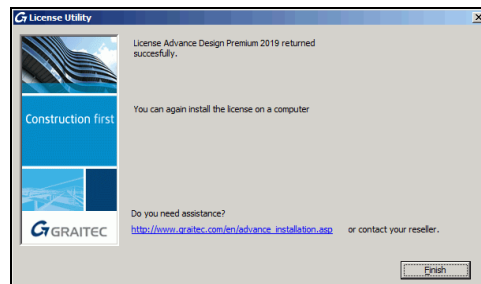 License Utility
License Advance Design Premium 2019 returned
succesfully.
You can again install the license on a computer
Construction first
Do you need assistance?
http://www.graitec.com/en/advance_installation.asp or contact your reseller.
GRAITEC
Finish